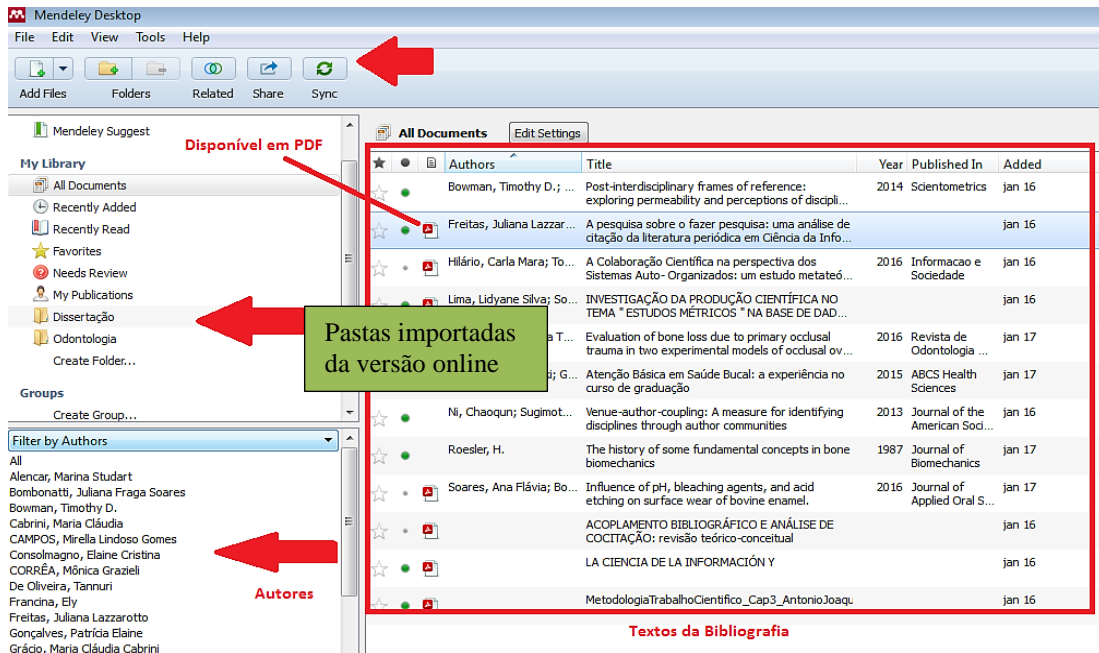 Mendeley Desktop
File Edit View Tools Help
Add Files Folders Related Share Sync
Mendeley Suggest
My Library
All Documents
Recently Added
Recently Read
Favorites
Needs Review
My Publications
Dissertação
Odontologia
Create Folder...
Groups
Create Group...
Disponível em PDF
Pastas importadas
da versão online
Filter by Authors
All
Alencar, Marina Studart
Bombonatti, Juliana Fraga Soares
Bowman, Timothy D.
Cabrini, Maria Cláudia
CAMPOS, Mirella Lindoso Gomes
Consolmagno, Elaine Cristina
CORRÊA, Mônica Grazieli
De Oliveira, Tannuri
Francina, Ely
Freitas, Juliana Lazzarotto
Gonçalves, Patrícia Elaine
Grácio, Maria Cláudia Cabrini
Autores
All Documents Edit Settings
Authors Title Year Published In Added
Bowman, Timothy D.; ... Post-interdisciplinary frames of reference: 2014 Scientometrics jan 16
exploring permeability and perceptions of discipli...
Freitas, Juliana Lazzar... A pesquisa sobre o fazer pesquisa: uma análise de jan 16
citação da literatura periódica em Ciência da Info...
Hilário, Carla Mara; To... A Colaboração Científica na perspectiva dos 2016 Informacao e jan 16
Sistemas Auto- Organizados: um estudo metateó... Sociedade
Lima, Lidyane Silva; So... INVESTIGAÇÃO DA PRODUÇÃO CIENTÍFICA NO jan 16
TEMA " ESTUDOS MÉTRICOS " NA BASE DE DAD...
a T... Evaluation of bone loss due to primary occlusal 2016 Revista de jan 17
trauma in two experimental models of occlusal ov... Odontologia ...
; G... Atenção Básica em Saúde Bucal: a experiência no 2015 ABCS Health jan 17
curso de graduação Sciences
Ni, Chaoqun; Sugimot... Venue-author-coupling: A measure for identifying 2013 Journal of the jan 16
disciplines through author communities American Soci...
Roesler, H. The history of some fundamental concepts in bone 1987 Journal of jan 17
biomechanics Biomechanics
Soares, Ana Flávia; Bo... Influence of pH, bleaching agents, and acid 2016 Journal of jan 17
etching on surface wear of bovine enamel. Applied Oral S...
ACOPLAMENTO BIBLIOGRÁFICO E ANÁLISE DE jan 16
COCITAÇÃO: revisão teórico-conceitual
LA CIENCIA DE LA INFORMACIÓN Y jan 16
MetodologiaTrabalhoCientifico_Cap3_AntonioJoaqu jan 16
Textos da Bibliografia